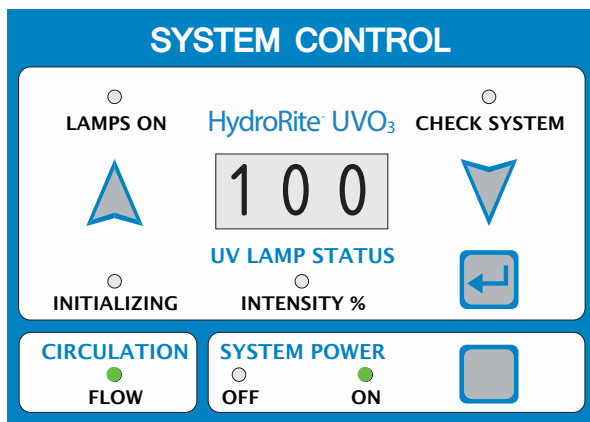 SYSTEM CONTROL
LAMPS ON
HydroRite UVO₃
CHECK SYSTEM
100
UV LAMP STATUS
INITIALIZING
INTENSITY %
CIRCULATION
FLOW
SYSTEM POWER
OFF ON